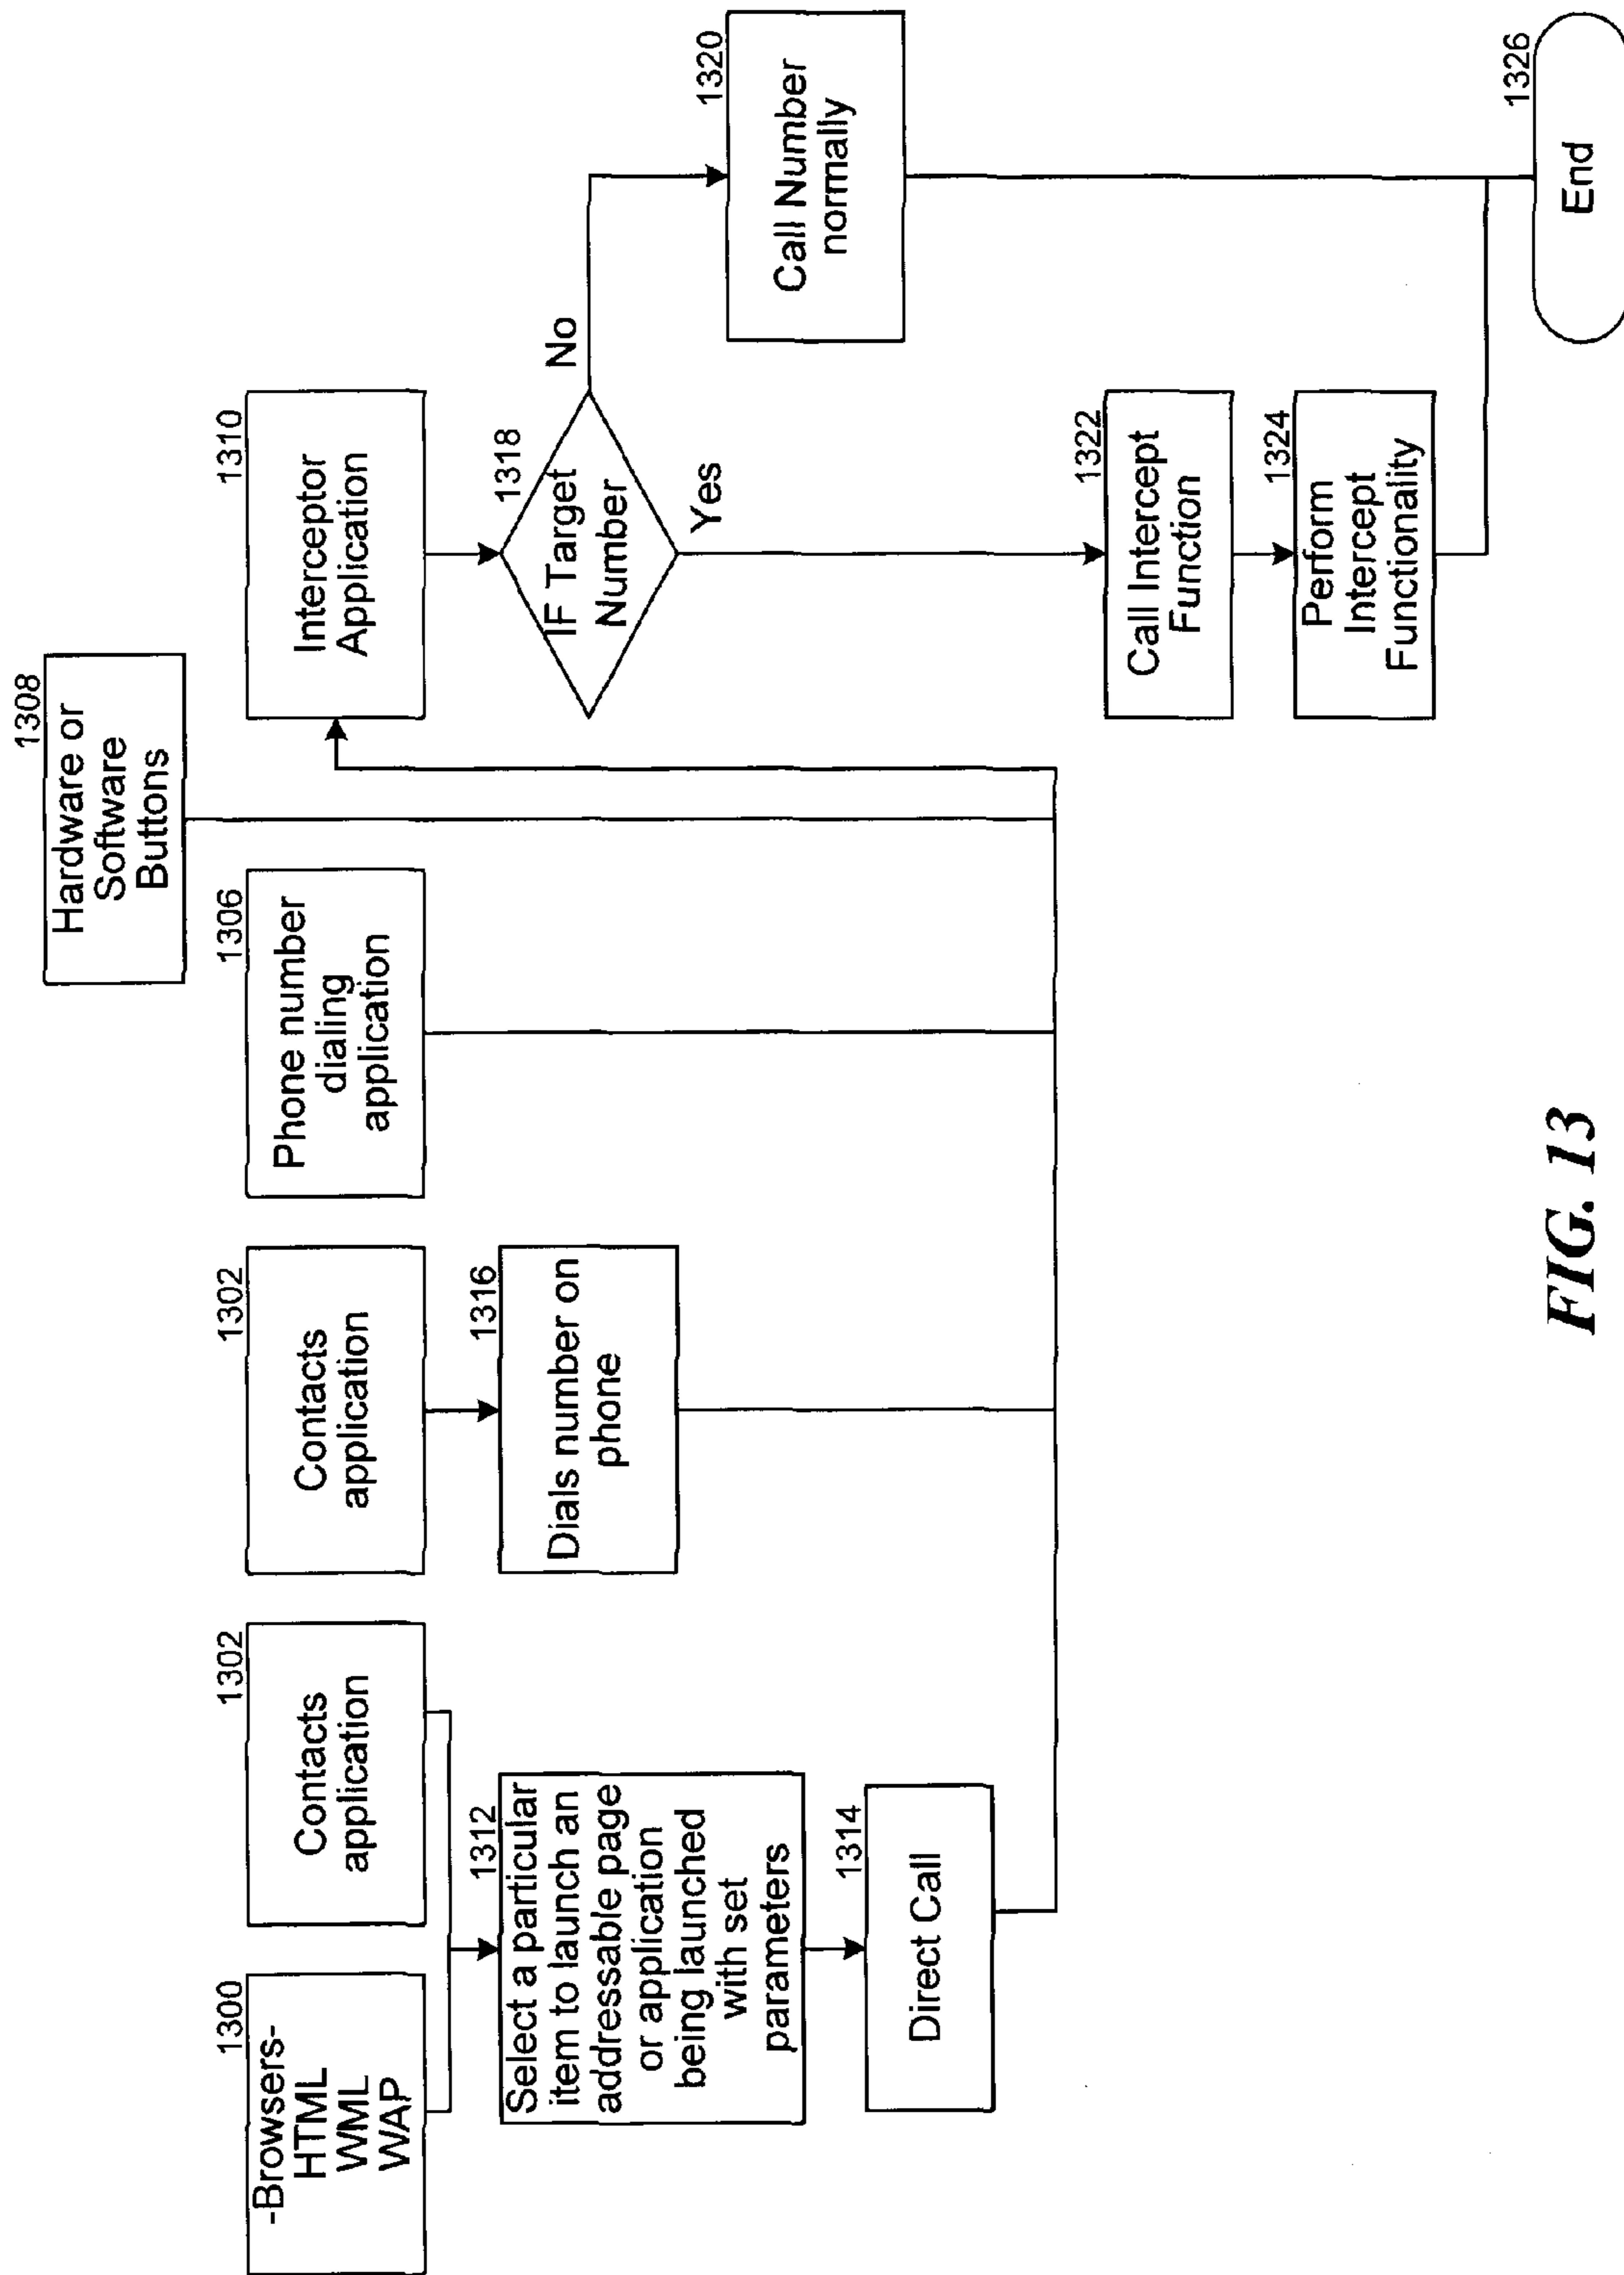 1308
Hardware or
Software
Buttons
1300
-Browsers-
HTML
WML
WAP
1302
Contacts
application
1302
Contacts
application
1306
Phone number
dialing
application
1310
Interceptor
Application
1312
Select a particular
item to launch an
addressable page
or application
being launched
with set
parameters
1316
Dials number on
phone
1318
IF Target
Number
No
Yes
1320
Call Number
normally
1314
Direct Call
1322
Call Intercept
Function
1324
Perform
Intercept
Functionality
1326
End
FIG. 13